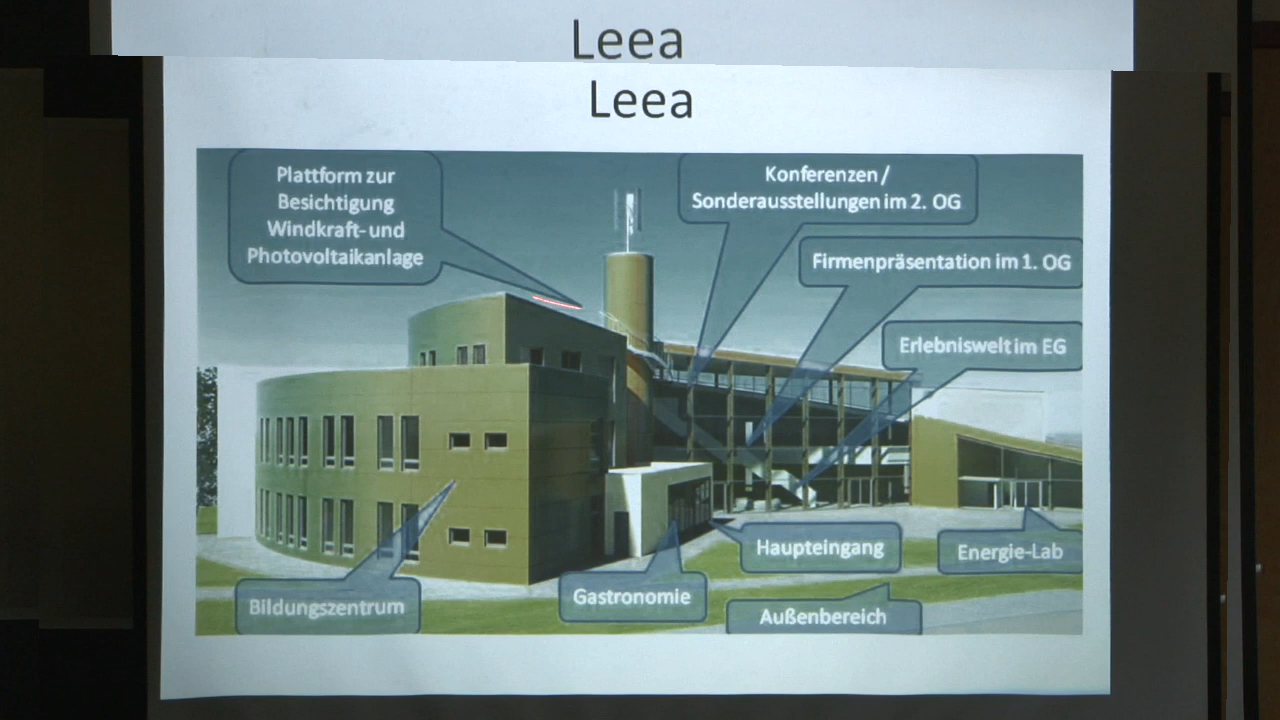 Leea
Leea
Plattform zur
Besichtigung
Windkraft- und
Photovoltaikanlage
Konferenzen /
Sonderausstellungen im 2. OG
Firmenpräsentation im 1. OG
Erlebniswelt im EG
Haupteingang
Energie-Lab
Gastronomie
Bildungszentrum
Außenbereich